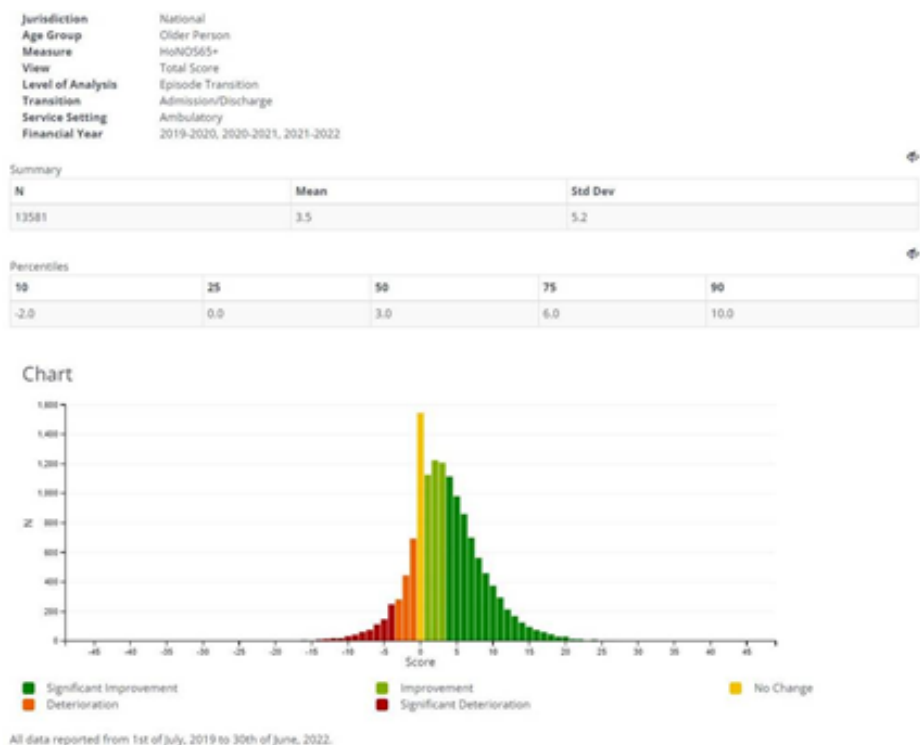 Jurisdiction National
Age Group Older Person
Measure HoNOS65+
View Total Score
Level of Analysis Episode Transition
Transition Admission/Discharge
Service Setting Ambulatory
Financial Year 2019-2020, 2020-2021, 2021-2022
Summary
N Mean Std Dev
13581 3.5 5.2
Percentiles
10 25 50 75 90
-2.0 0.0 3.0 6.0 10.0
Chart
1,600
1,400
1,200
1,000
800
600
400
200
0
N
-45 -40 -35 -30 -25 -20 -15 -10 -5 0 5 10 15 20 25 30 35 40 45
Score
Significant Improvement Improvement No Change
Deterioration Significant Deterioration
All data reported from 1st of July, 2019 to 30th of June, 2022.